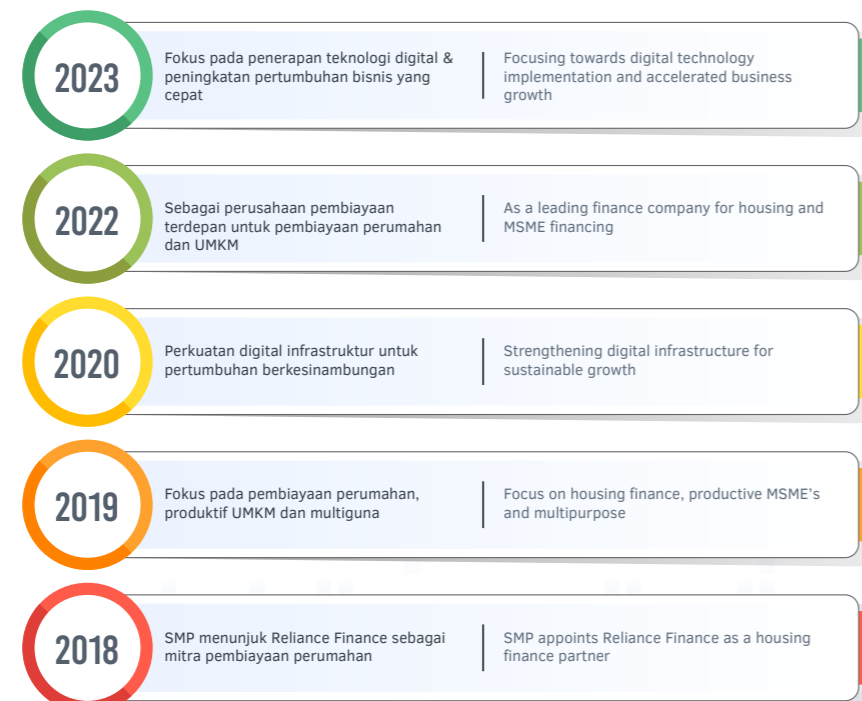 2023
Fokus pada penerapan teknologi digital &
peningkatan pertumbuhan bisnis yang
cepat
Focusing towards digital technology
implementation and accelerated business
growth
2022
Sebagai perusahaan pembiayaan
terdepan untuk pembiayaan perumahan
dan UMKM
As a leading finance company for housing and
MSME financing
2020
Perkuatan digital infrastruktur untuk
pertumbuhan berkesinambungan
Strengthening digital infrastructure for
sustainable growth
2019
Fokus pada pembiayaan perumahan,
produktif UMKM dan multiguna
Focus on housing finance, productive MSME's
and multipurpose
2018
SMP menunjuk Reliance Finance sebagai
mitra pembiayaan perumahan
SMP appoints Reliance Finance as a housing
finance partner